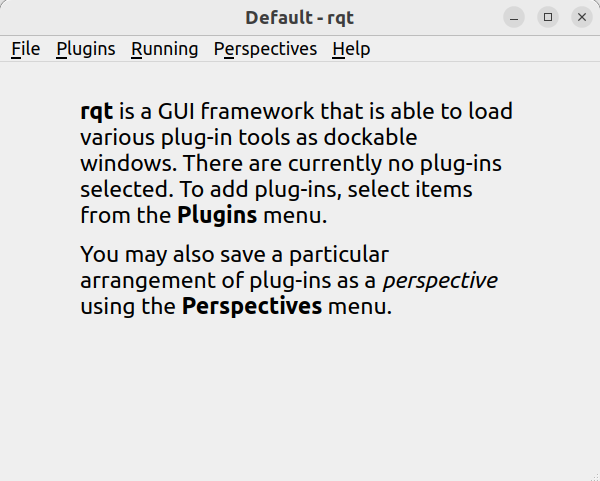 Default - rqt
File Plugins Running Perspectives Help
rqt is a GUI framework that is able to load
various plug-in tools as dockable
windows. There are currently no plug-ins
selected. To add plug-ins, select items
from the Plugins menu.
You may also save a particular
arrangement of plug-ins as a perspective
using the Perspectives menu.